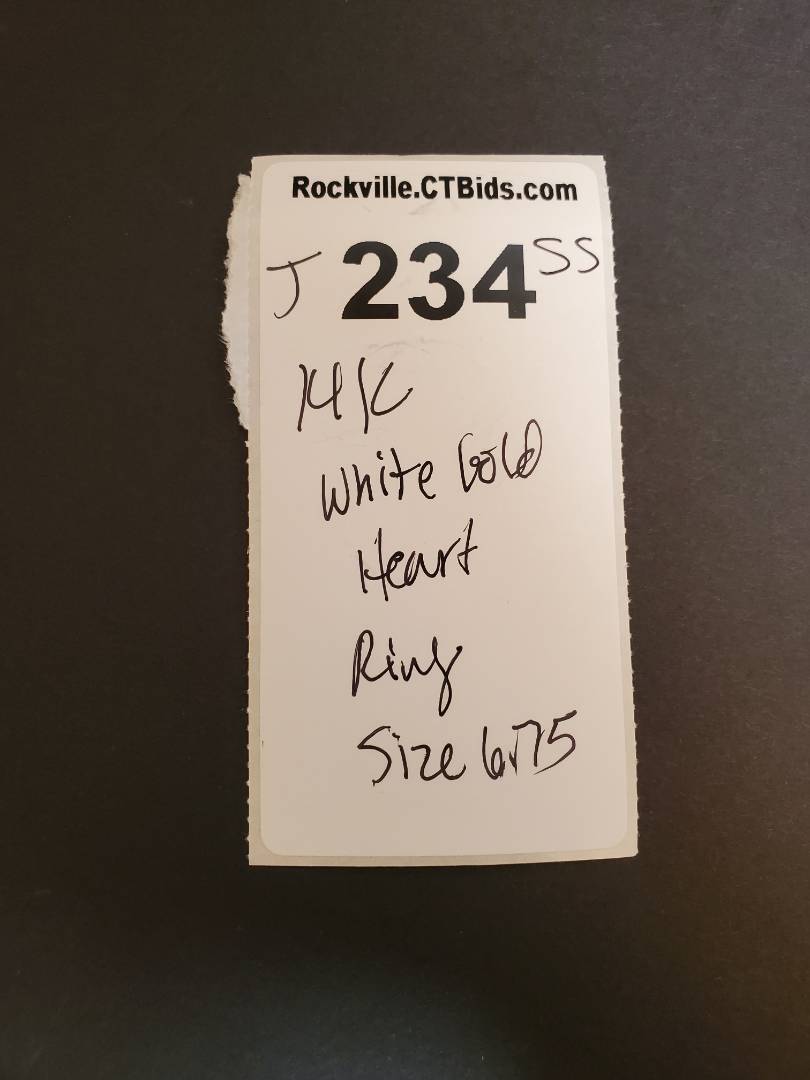 Rockville.CTBids.com
J 234 SS
14K
White Gold
Heart
Ring
Size 6.75